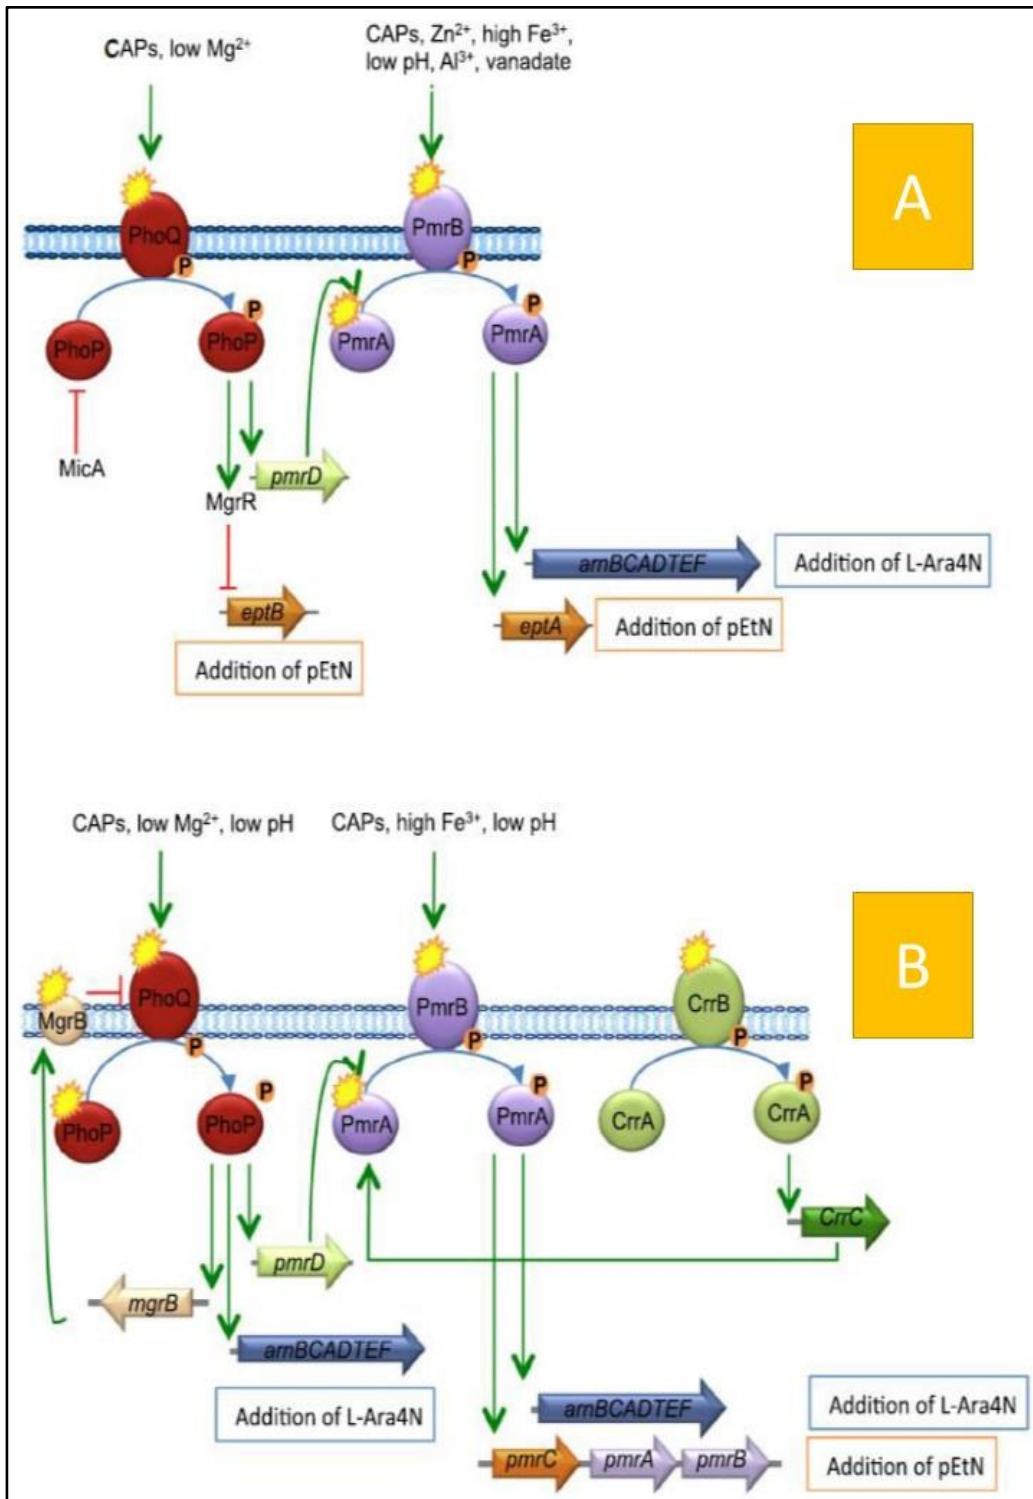 CAPs, low Mg²⁺
CAPs, Zn²⁺, high Fe³⁺,
low pH, Al³⁺, vanadate
A
PhoQ
PmrB
P
P
P
P
PhoP
PhoP
PmrA
PmrA
MicA
pmrD
MgrR
arnBCADTEF
Addition of L-Ara4N
eptB
eptA
Addition of pEtN
Addition of pEtN
CAPs, low Mg²⁺, low pH
CAPs, high Fe³⁺, low pH
B
PhoQ
PmrB
CrrB
MgrB
P
P
P
P
P
P
PhoP
PhoP
PmrA
PmrA
CrrA
CrrA
CrrC
pmrD
mgrB
arnBCADTEF
Addition of L-Ara4N
arnBCADTEF
Addition of L-Ara4N
pmrC
pmrA
pmrB
Addition of pEtN